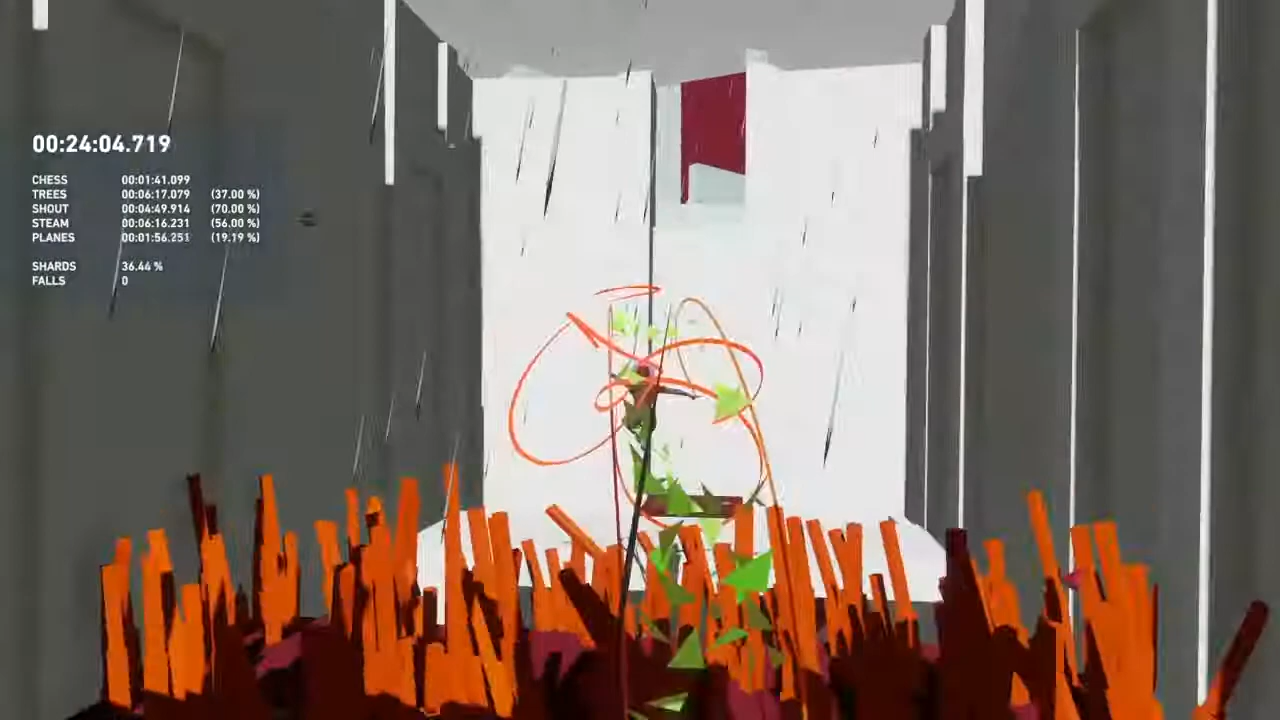 00:24:04.719
CHESS 00:01:41.099
TREES 00:06:17.079 (37.00 %)
SHOUT 00:04:49.914 (70.00 %)
STEAM 00:06:16.231 (56.00 %)
PLANES 00:01:56.251 (19.19 %)
SHARDS 36.44 %
FALLS 0